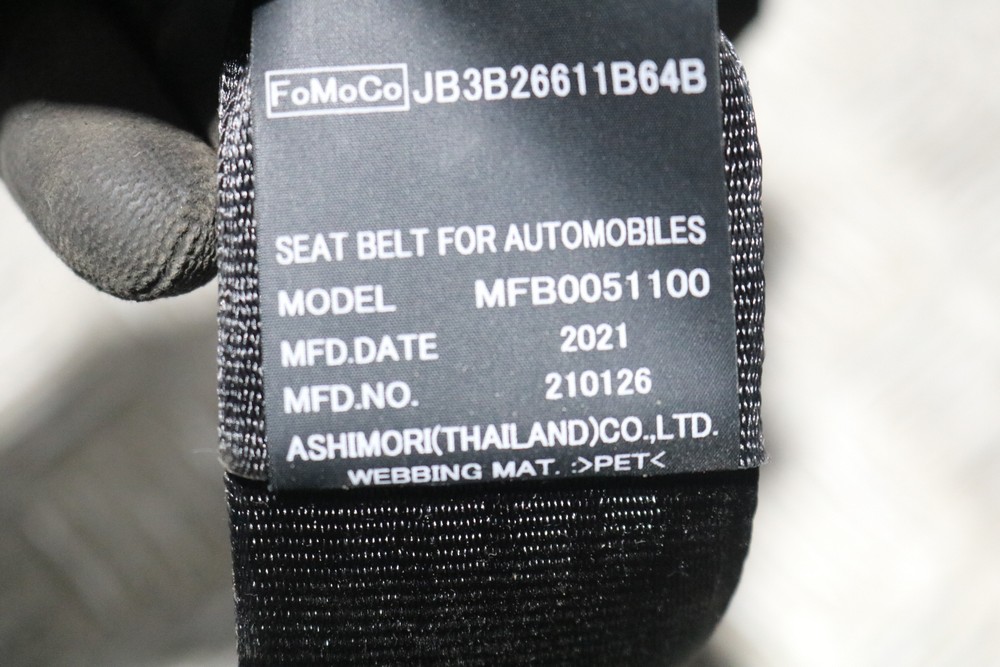 FoMoCo JB3B26611B64B
SEAT BELT FOR AUTOMOBILES
MODEL MFB0051100
MFD.DATE 2021
MFD.NO. 210126
ASHIMORI(THAILAND)CO.,LTD.
WEBBING MAT. :>PET<